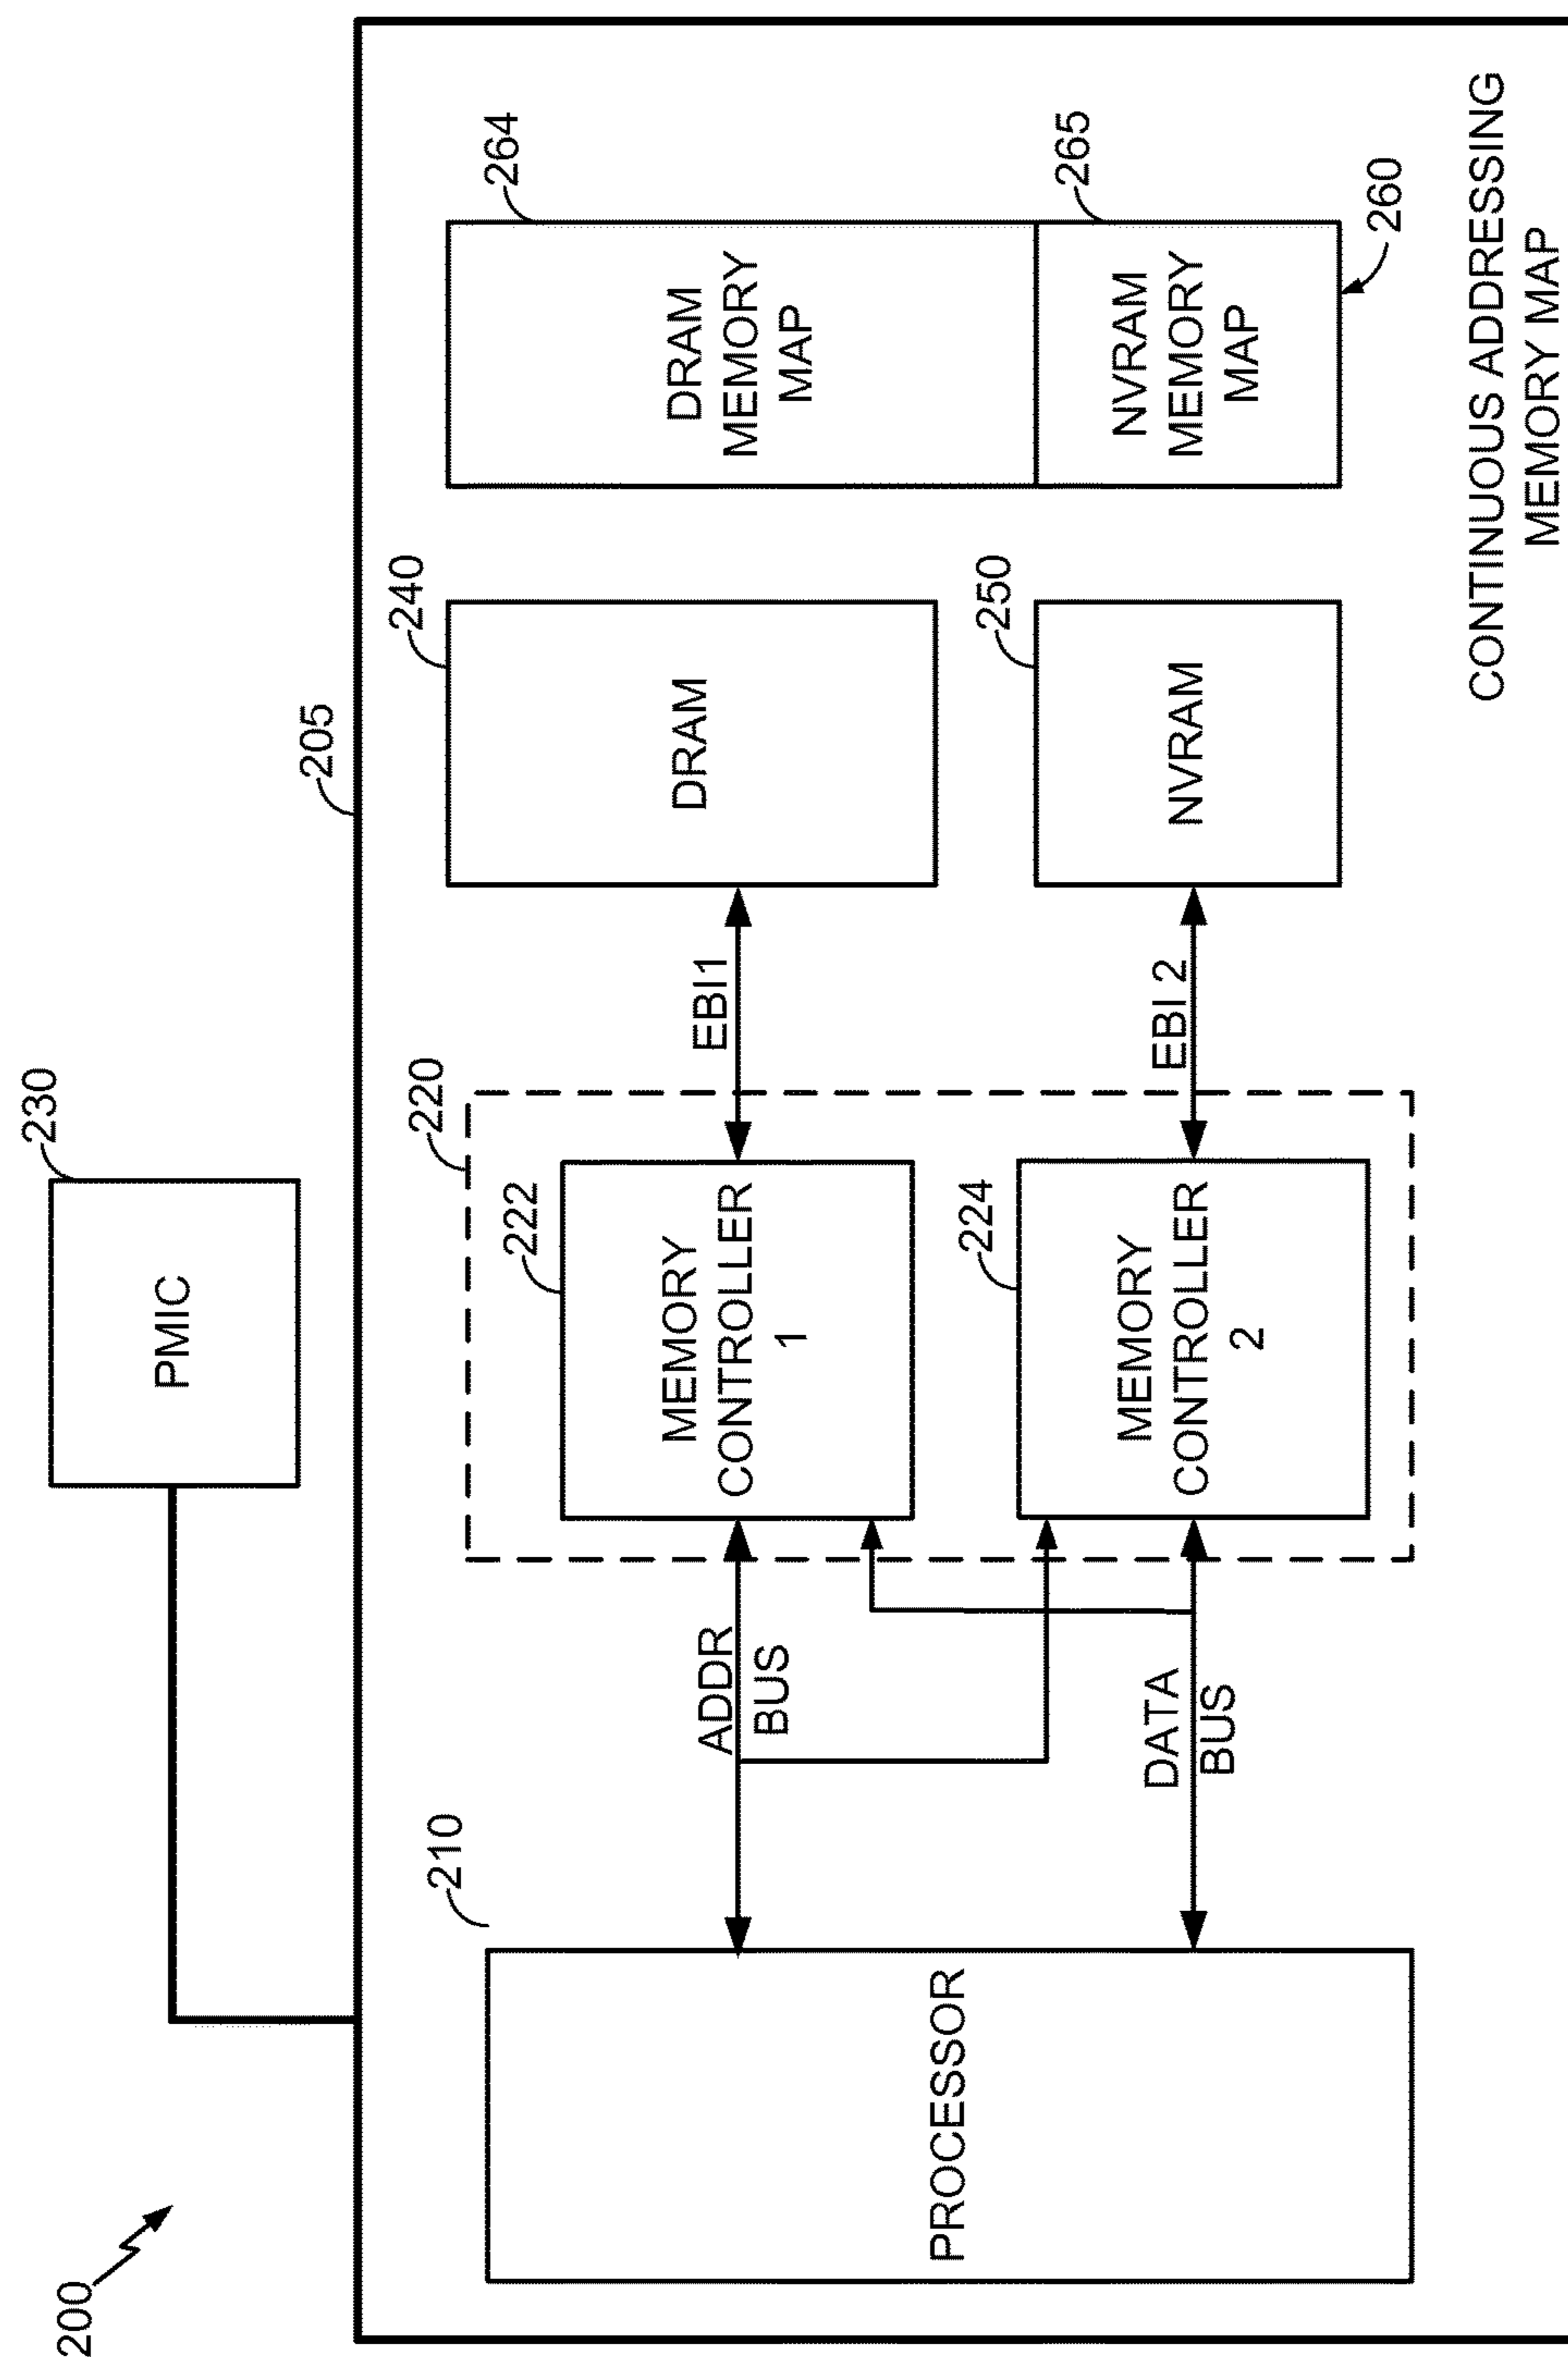 200
230
PMIC
205
210
PROCESSOR
ADDR
BUS
DATA
BUS
220
222
MEMORY
CONTROLLER
1
224
MEMORY
CONTROLLER
2
EBI1
EBI 2
240
DRAM
250
NVRAM
264
DRAM
MEMORY
MAP
265
NVRAM
MEMORY
MAP
260
CONTINUOUS ADDRESSING
MEMORY MAP